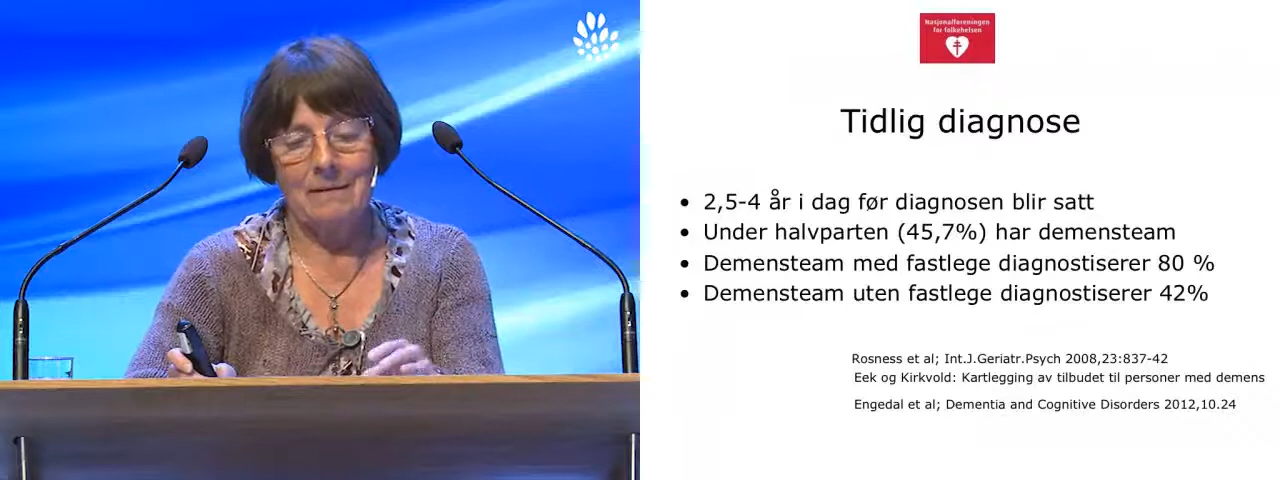 Nasjonalforeningen
for folkehelsen
Tidlig diagnose
• 2,5-4 år i dag før diagnosen blir satt
• Under halvparten (45,7%) har demensteam
• Demensteam med fastlege diagnostiserer 80 %
• Demensteam uten fastlege diagnostiserer 42%
Rosness et al; Int.J.Geriatr.Psych 2008,23:837-42
Eek og Kirkvold: Kartlegging av tilbudet til personer med demens
Engedal et al; Dementia and Cognitive Disorders 2012,10.24